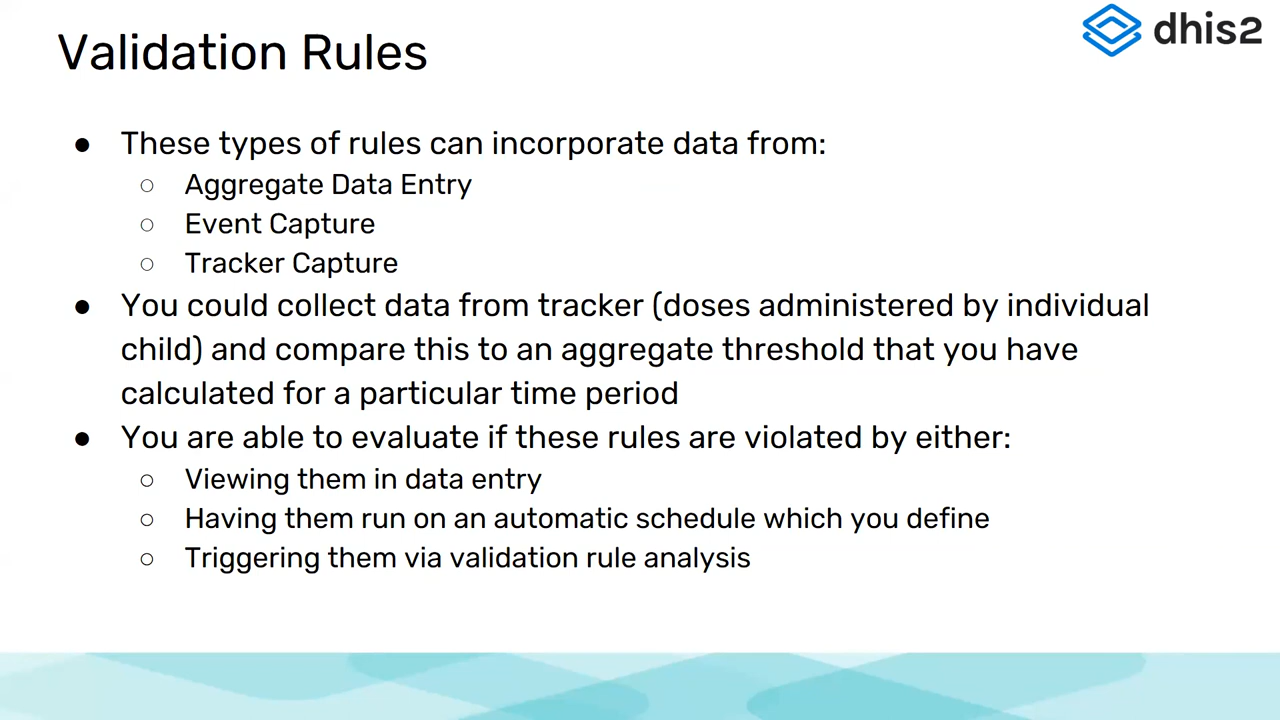 Validation Rules
dhis2
● These types of rules can incorporate data from:
○ Aggregate Data Entry
○ Event Capture
○ Tracker Capture
● You could collect data from tracker (doses administered by individual
child) and compare this to an aggregate threshold that you have
calculated for a particular time period
● You are able to evaluate if these rules are violated by either:
○ Viewing them in data entry
○ Having them run on an automatic schedule which you define
○ Triggering them via validation rule analysis